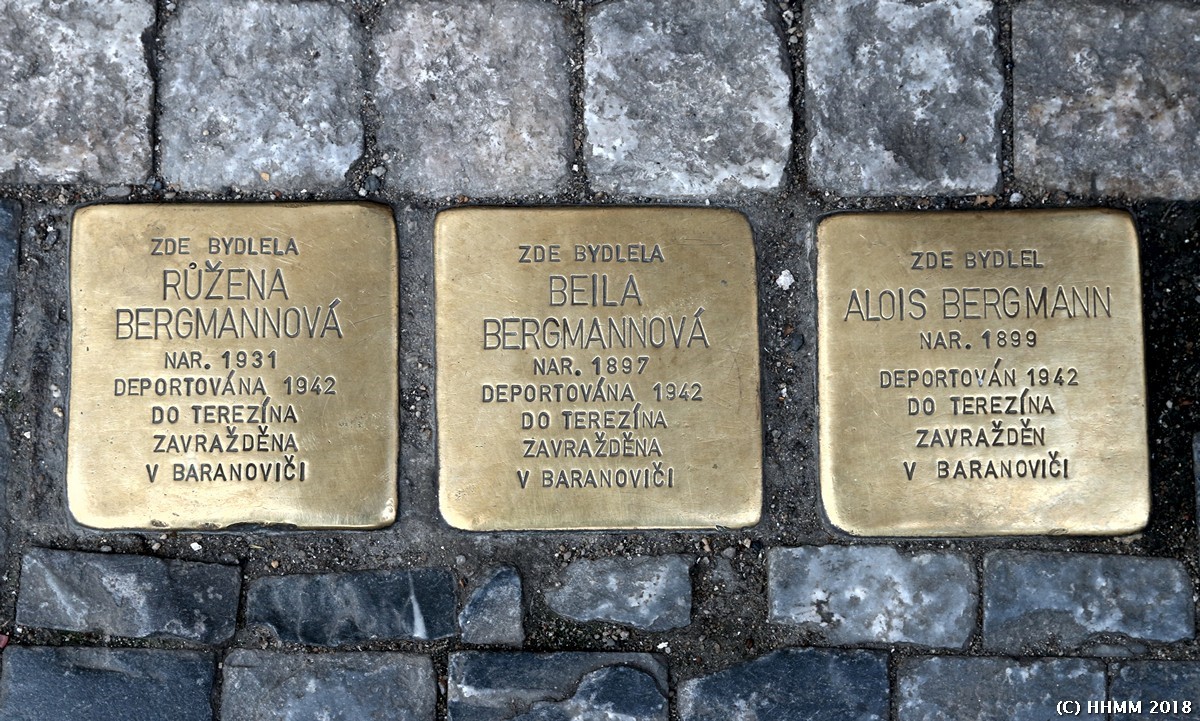 ZDE BYDLELA
RŮŽENA
BERGMANNOVÁ
NAR. 1931
DEPORTOVÁNA 1942
DO TEREZÍNA
ZAVRAŽDĚNA
V BARANOVIČI
ZDE BYDLELA
BEILA
BERGMANNOVÁ
NAR. 1897
DEPORTOVÁNA 1942
DO TEREZÍNA
ZAVRAŽDĚNA
V BARANOVIČI
ZDE BYDLEL
ALOIS BERGMANN
NAR. 1899
DEPORTOVÁN 1942
DO TEREZÍNA
ZAVRAŽDĚN
V BARANOVIČI
(C) HHMM 2018